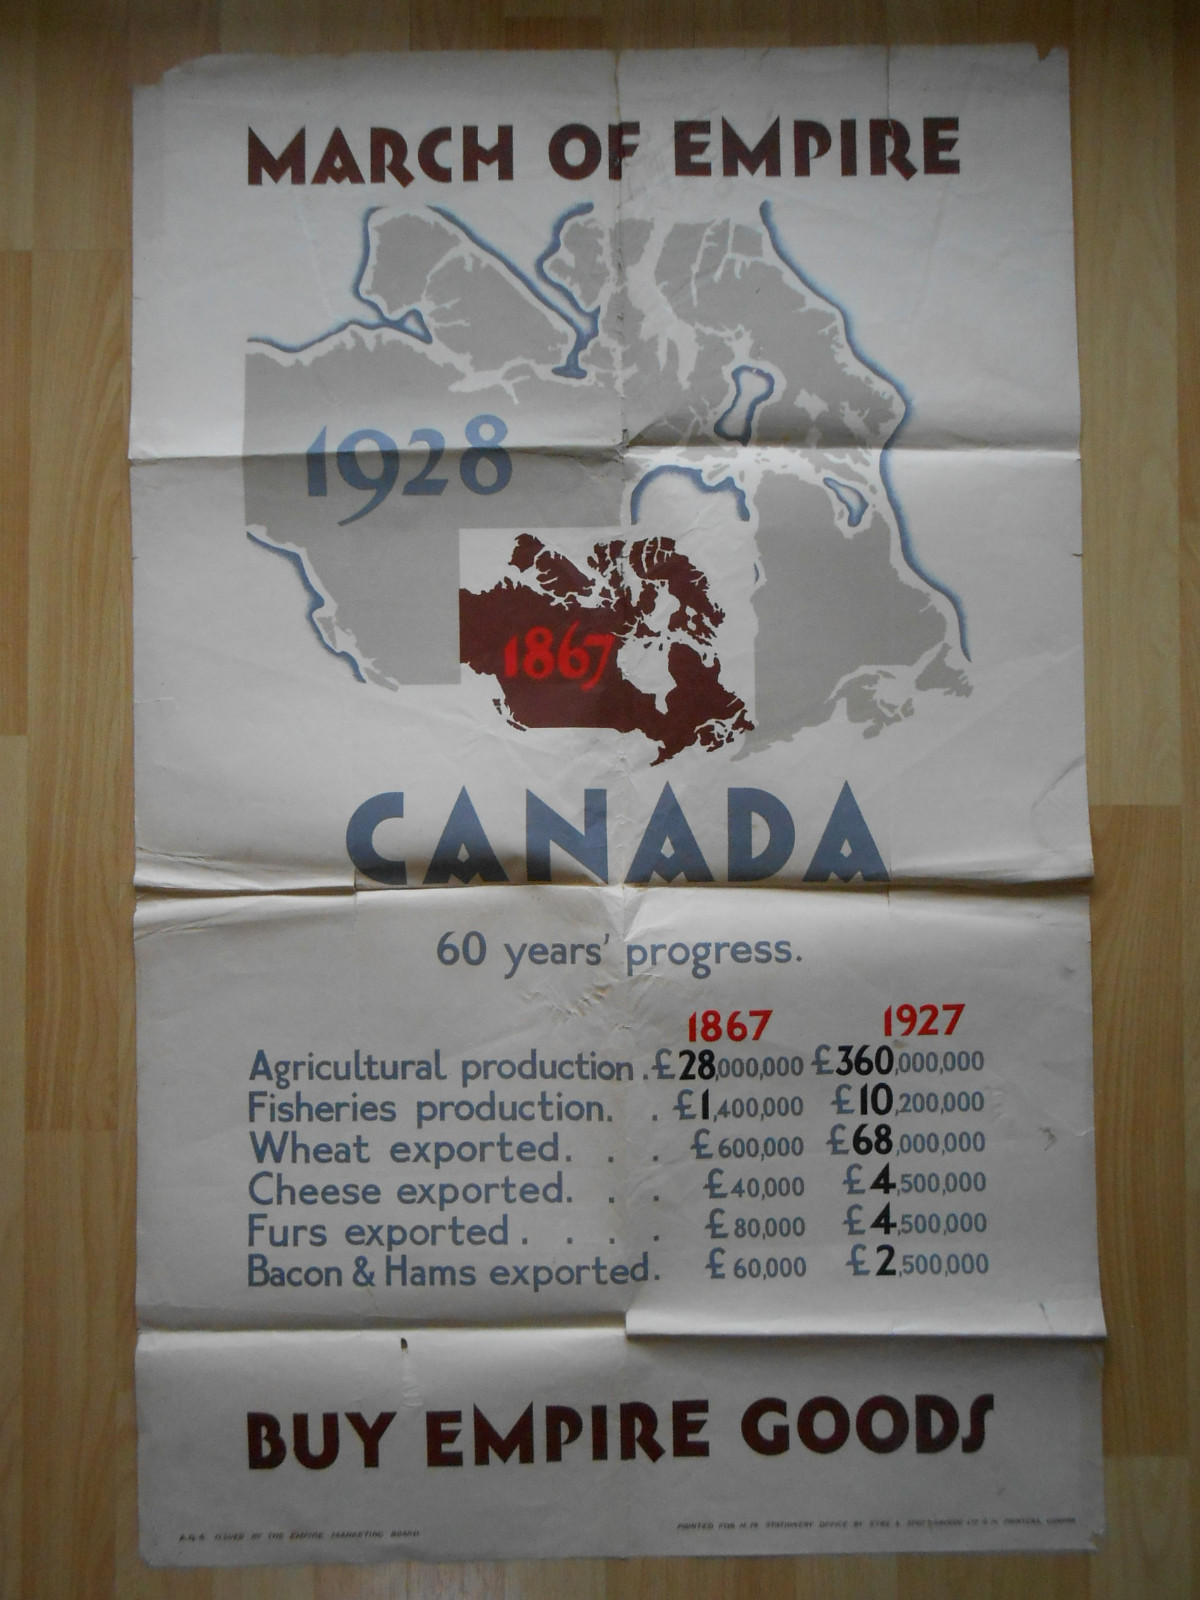 MARCH OF EMPIRE
1928
1867
CANADA
60 years' progress.
1867 1927
Agricultural production . £28,000,000 £360,000,000
Fisheries production. . £1,400,000 £10,200,000
Wheat exported. . . £600,000 £68,000,000
Cheese exported. . . £40,000 £4,500,000
Furs exported . . . . £80,000 £4,500,000
Bacon & Hams exported. £60,000 £2,500,000
BUY EMPIRE GOODS
ISSUED BY THE EMPIRE MARKETING BOARD
PRINTED FOR H.M. STATIONERY OFFICE BY EYRE & SPOTTISWOODE LTD